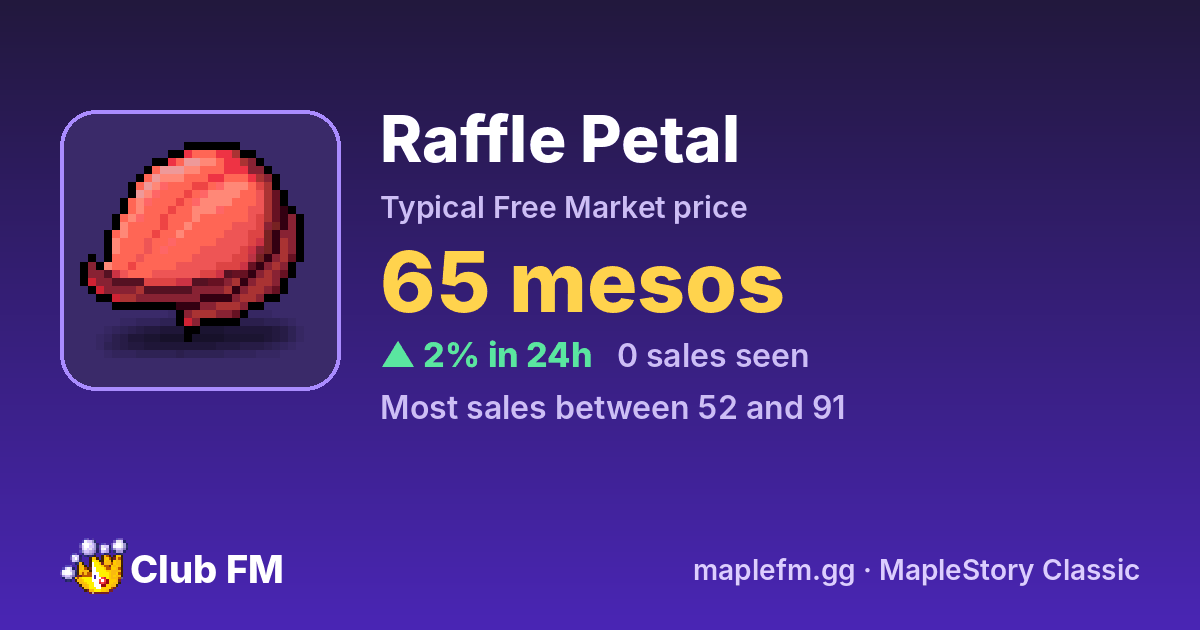 Raffle Petal
Typical Free Market price
65 mesos
▲ 2% in 24h 0 sales seen
Most sales between 52 and 91
Club FM
maplefm.gg · MapleStory Classic